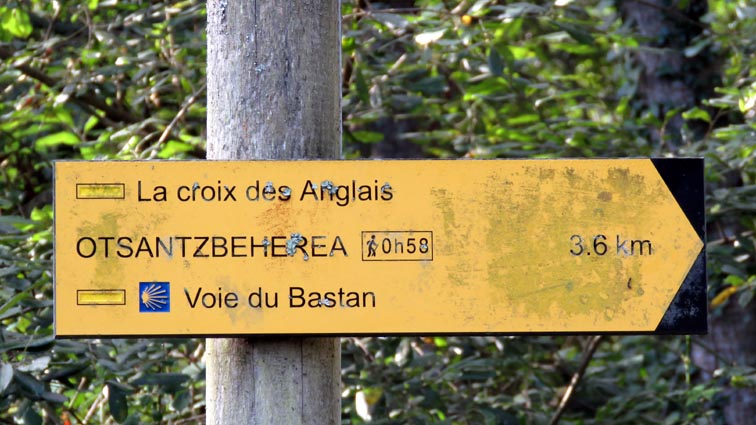 La croix des Anglais
OTSANTZBEHEREA 0h58 3.6 km
Voie du Bastan